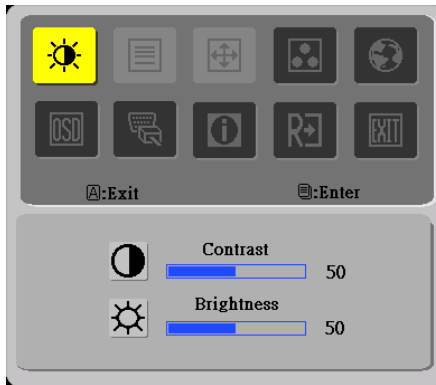 OSD
R
EXIT
A:Exit
:Enter
Contrast
50
Brightness
50